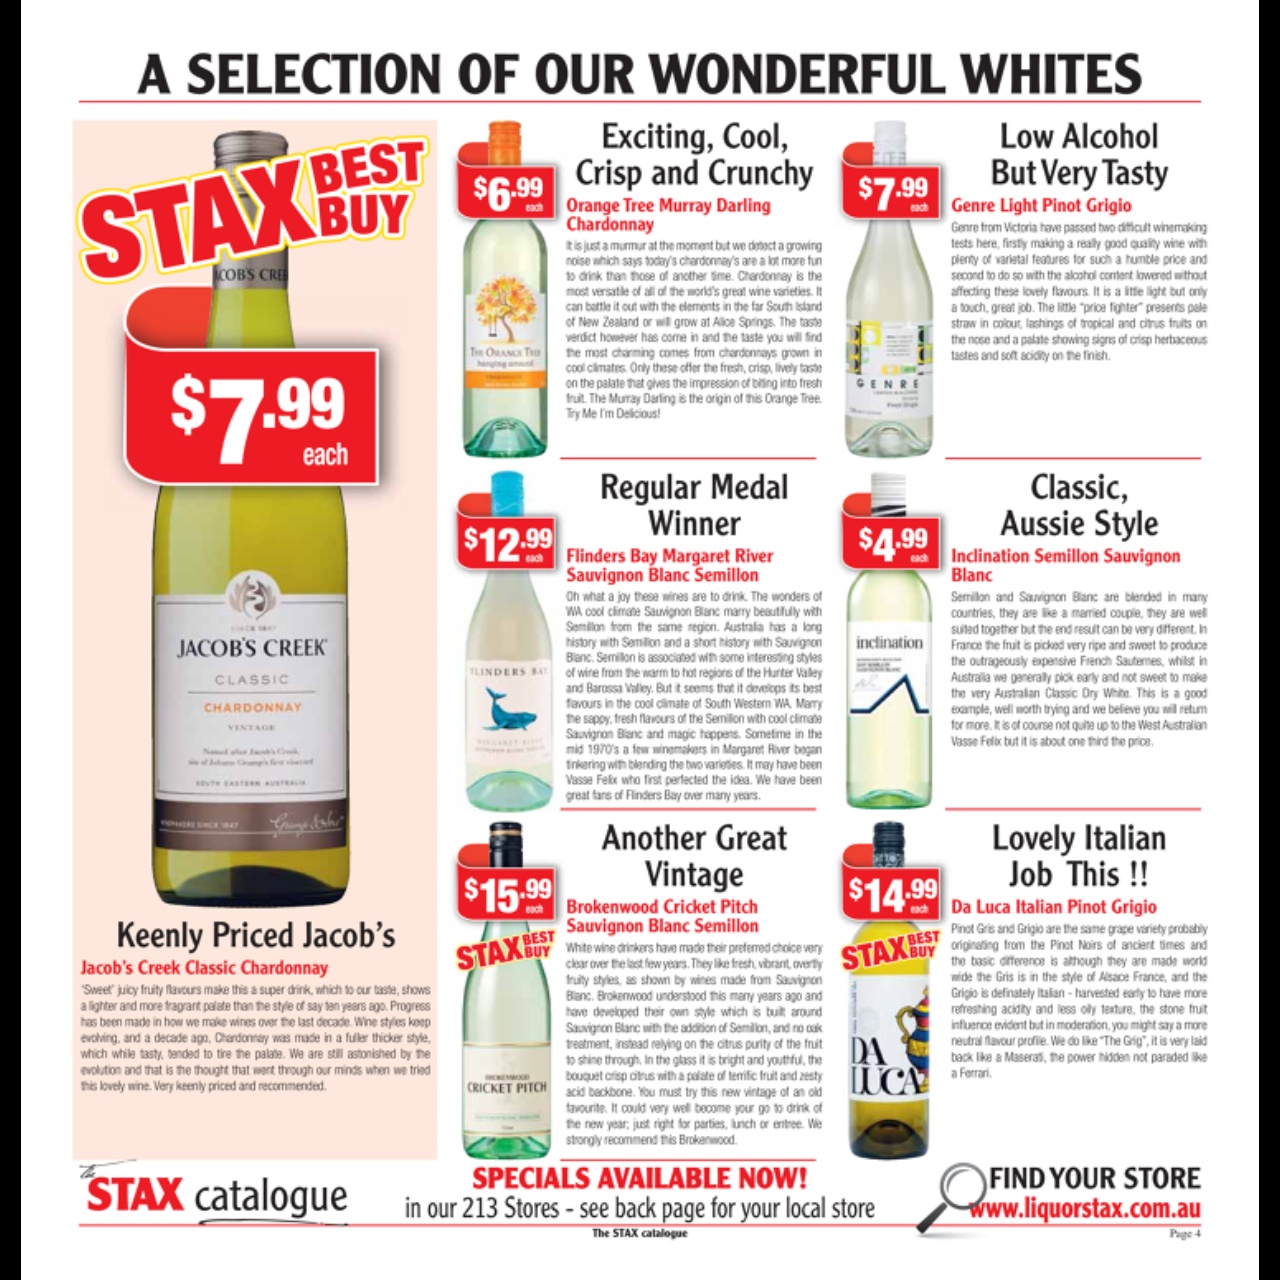 A SELECTION OF OUR WONDERFUL WHITES
STAX BEST BUY
JACOB'S CREE
$7.99
each
JACOB'S CREEK
SINCE 1847
CLASSIC
CHARDONNAY
VINTAGE
Named after Jacob's Creek,
site of Johann Gramp's first vineyard
SOUTH EASTERN AUSTRALIA
WINEMAKERS SINCE 1847
Gramp & Sons
Keenly Priced Jacob's
Jacob's Creek Classic Chardonnay
'Sweet' juicy fruity flavours make this a super drink, which to our taste, shows
a lighter and more fragrant palate than the style of say ten years ago. Progress
has been made in how we make wines over the last decade. Wine styles keep
evolving, and a decade ago, Chardonnay was made in a fuller thicker style,
which while tasty, tended to tire the palate. We are still astonished by the
evolution and that is the thought that went through our minds when we tried
this lovely wine. Very keenly priced and recommended.
$6.99
each
THE ORANGE TREE
hanging around
Exciting, Cool,
Crisp and Crunchy
Orange Tree Murray Darling
Chardonnay
It is just a murmur at the moment but we detect a growing
noise which says today's chardonnay's are a lot more fun
to drink than those of another time. Chardonnay is the
most versatile of all of the world's great wine varieties. It
can battle it out with the elements in the far South Island
of New Zealand or will grow at Alice Springs. The taste
verdict however has come in and the taste you will find
the most charming comes from chardonnays grown in
cool climates. Only these offer the fresh, crisp, lively taste
on the palate that gives the impression of biting into fresh
fruit. The Murray Darling is the origin of this Orange Tree.
Try Me I'm Delicious!
$7.99
each
GENRE
Pinot Grigio
Low Alcohol
But Very Tasty
Genre Light Pinot Grigio
Genre from Victoria have passed two difficult winemaking
tests here, firstly making a really good quality wine with
plenty of varietal features for such a humble price and
second to do so with the alcohol content lowered without
affecting these lovely flavours. It is a little light but only
a touch, great job. The little "price fighter" presents pale
straw in colour, lashings of tropical and citrus fruits on
the nose and a palate showing signs of crisp herbaceous
tastes and soft acidity on the finish.
$12.99
each
FLINDERS BAY
MARGARET RIVER
Regular Medal
Winner
Flinders Bay Margaret River
Sauvignon Blanc Semillon
Oh what a joy these wines are to drink. The wonders of
WA cool climate Sauvignon Blanc marry beautifully with
Semillon from the same region. Australia has a long
history with Semillon and a short history with Sauvignon
Blanc. Semillon is associated with some interesting styles
of wine from the warm to hot regions of the Hunter Valley
and Barossa Valley. But it seems that it develops its best
flavours in the cool climate of South Western WA. Marry
the sappy, fresh flavours of the Semillon with cool climate
Sauvignon Blanc and magic happens. Sometime in the
mid 1970's a few winemakers in Margaret River began
tinkering with blending the two varieties. It may have been
Vasse Felix who first perfected the idea. We have been
great fans of Flinders Bay over many years.
$4.99
each
inclination
Classic,
Aussie Style
Inclination Semillon Sauvignon
Blanc
Semillon and Sauvignon Blanc are blended in many
countries, they are like a married couple, they are well
suited together but the end result can be very different. In
France the fruit is picked very ripe and sweet to produce
the outrageously expensive French Sauternes, whilst in
Australia we generally pick early and not sweet to make
the very Australian Classic Dry White. This is a good
example, well worth trying and we believe you will return
for more. It is of course not quite up to the West Australian
Vasse Felix but it is about one third the price.
$15.99
each
STAX BEST BUY
BROKENWOOD
CRICKET PITCH
Another Great
Vintage
Brokenwood Cricket Pitch
Sauvignon Blanc Semillon
White wine drinkers have made their preferred choice very
clear over the last few years. They like fresh, vibrant, overtly
fruity styles, as shown by wines made from Sauvignon
Blanc. Brokenwood understood this many years ago and
have developed their own style which is built around
Sauvignon Blanc with the addition of Semillon, and no oak
treatment, instead relying on the citrus purity of the fruit
to shine through. In the glass it is bright and youthful, the
bouquet crisp citrus with a palate of terrific fruit and zesty
acid backbone. You must try this new vintage of an old
favourite. It could very well become your go to drink of
the new year; just right for parties, lunch or entree. We
strongly recommend this Brokenwood.
$14.99
each
STAX BEST BUY
DA
LUCA
Lovely Italian
Job This !!
Da Luca Italian Pinot Grigio
Pinot Gris and Grigio are the same grape variety probably
originating from the Pinot Noirs of ancient times and
the basic difference is although they are made world
wide the Gris is in the style of Alsace France, and the
Grigio is definately Italian - harvested early to have more
refreshing acidity and less oily texture, the stone fruit
influence evident but in moderation, you might say a more
neutral flavour profile. We do like "The Grig", it is very laid
back like a Maserati, the power hidden not paraded like
a Ferrari.
The STAX catalogue
SPECIALS AVAILABLE NOW!
in our 213 Stores - see back page for your local store
The STAX catalogue
FIND YOUR STORE
www.liquorstax.com.au
Page 4